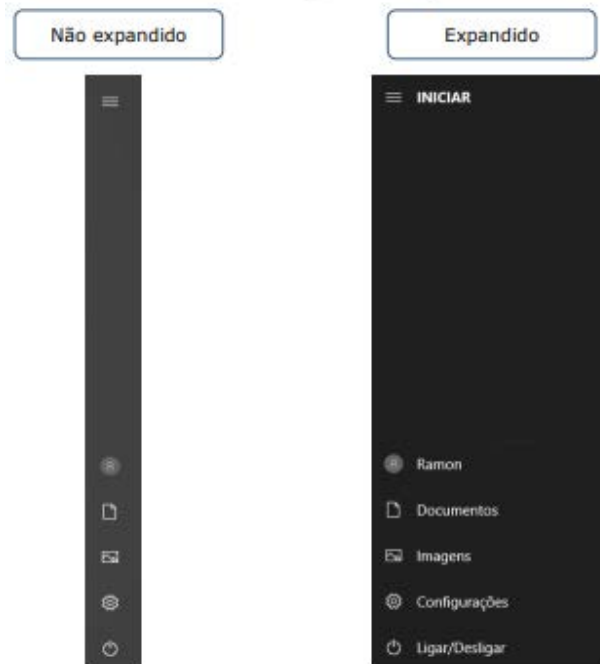 Não expandido
Expandido
INICIAR
Ramon
Documentos
Imagens
Configurações
Ligar/Desligar